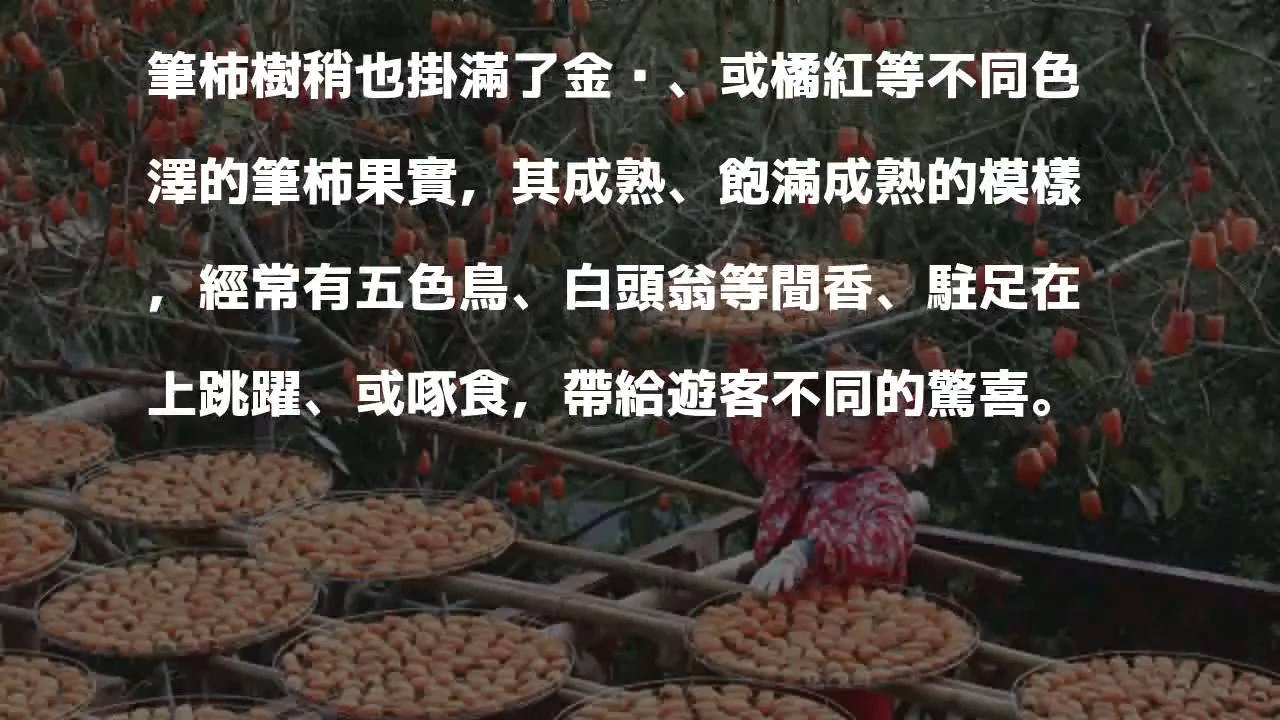 筆柿樹稍也掛滿了金▪、或橘紅等不同色
澤的筆柿果實，其成熟、飽滿成熟的模樣
，經常有五色鳥、白頭翁等聞香、駐足在
上跳躍、或啄食，帶給遊客不同的驚喜。